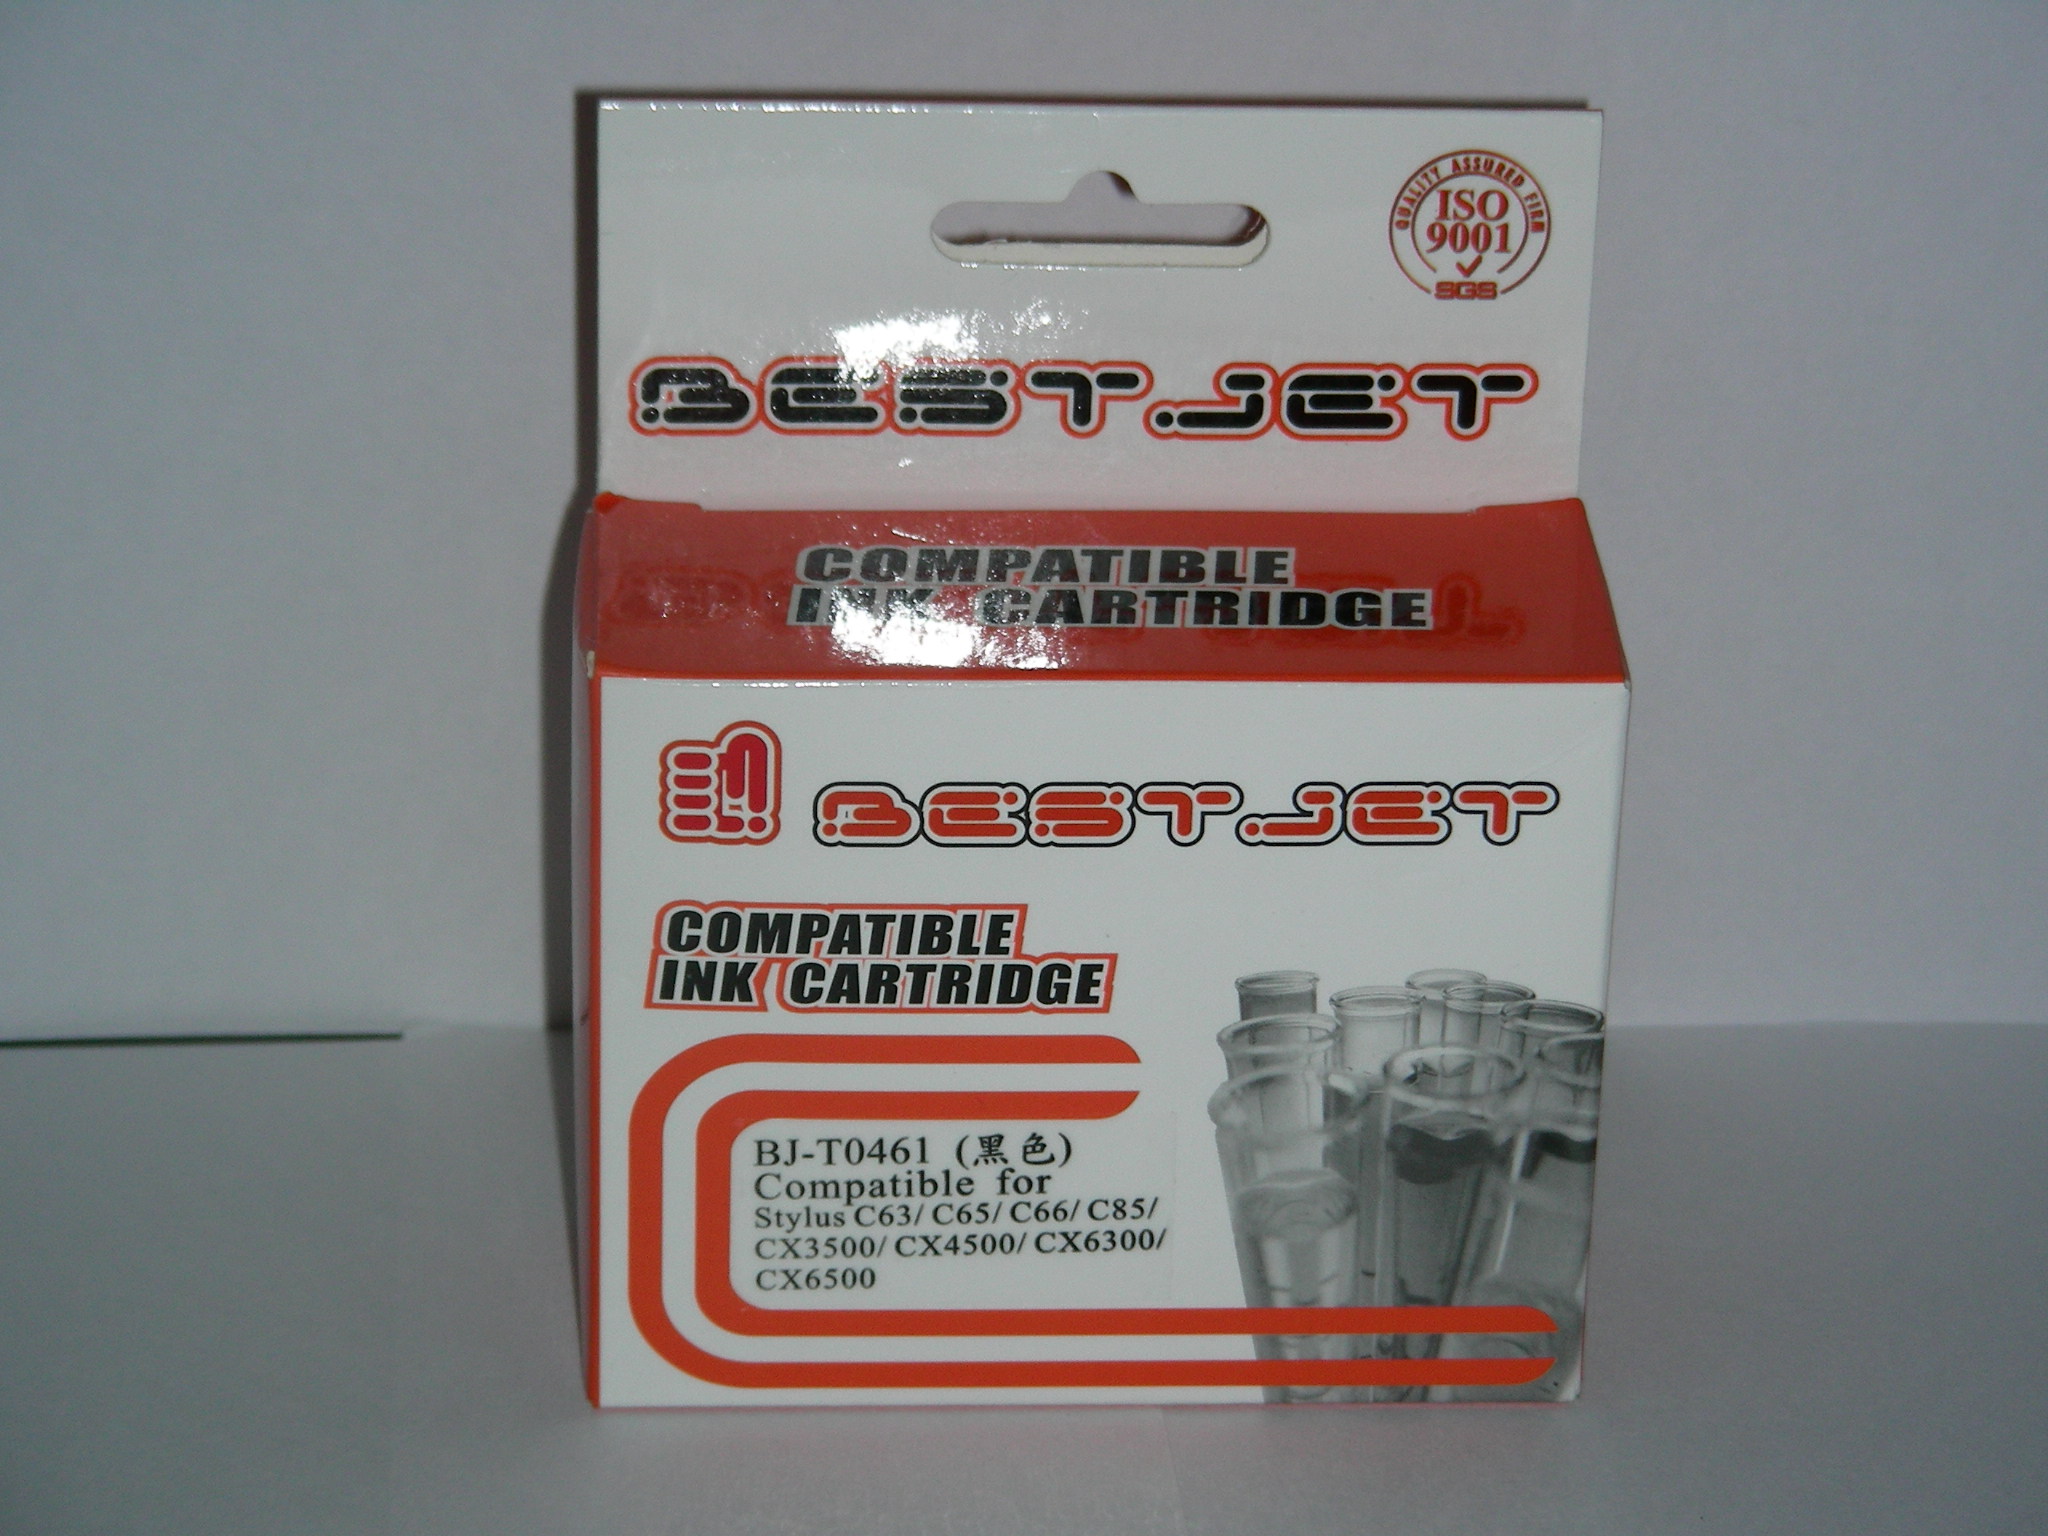 QUALITY ASSURED FIRM
ISO
9001
SGS
BESTJET
COMPATIBLE
INK CARTRIDGE
BESTJET
COMPATIBLE
INK CARTRIDGE
BJ-T0461 (黑色)
Compatible for
Stylus C63/ C65/ C66/ C85/
CX3500/ CX4500/ CX6300/
CX6500